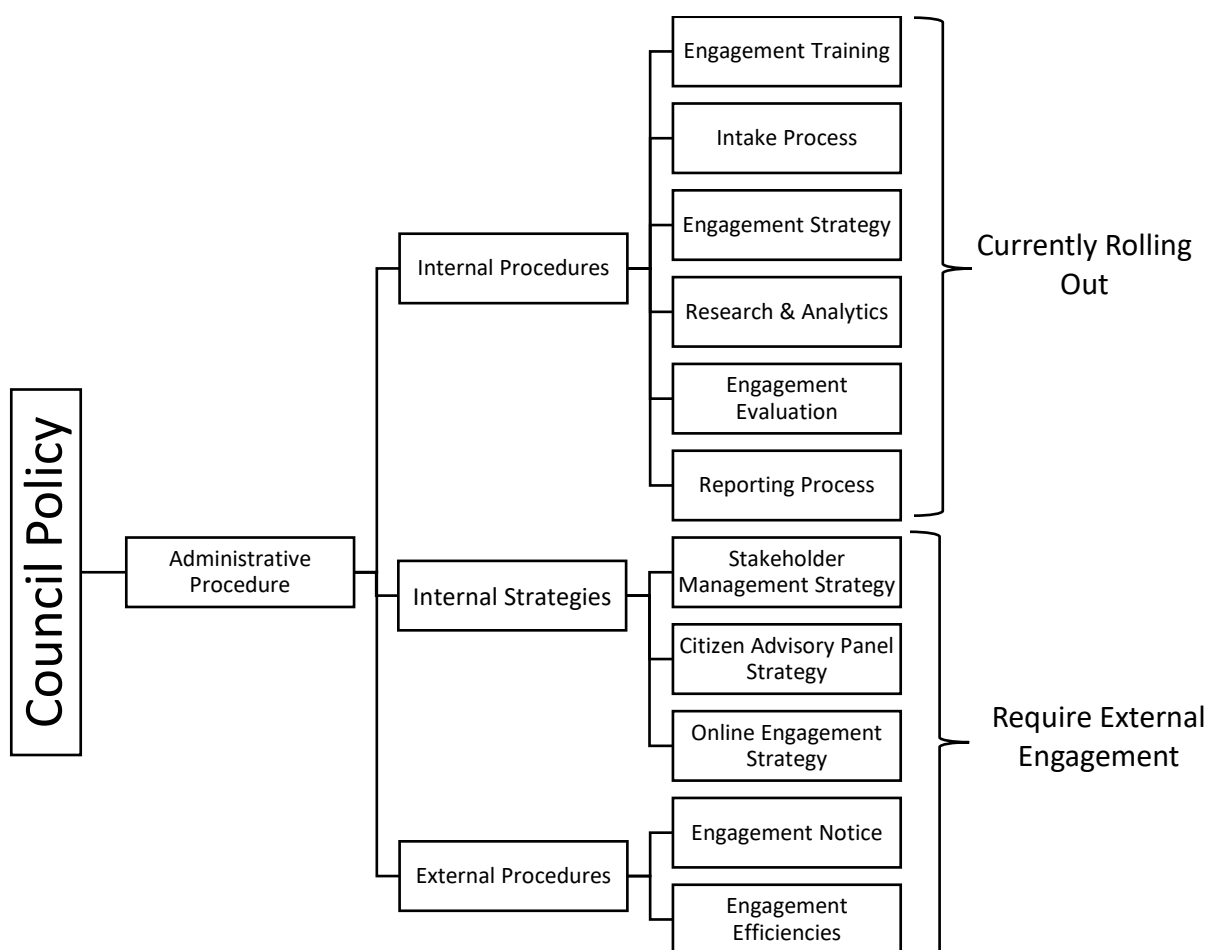 Council Policy
Administrative
Procedure
Internal Procedures
Engagement Training
Intake Process
Engagement Strategy
Research & Analytics
Engagement
Evaluation
Reporting Process
Currently Rolling
Out
Internal Strategies
Stakeholder
Management Strategy
Citizen Advisory Panel
Strategy
Online Engagement
Strategy
External Procedures
Engagement Notice
Engagement
Efficiencies
Require External
Engagement